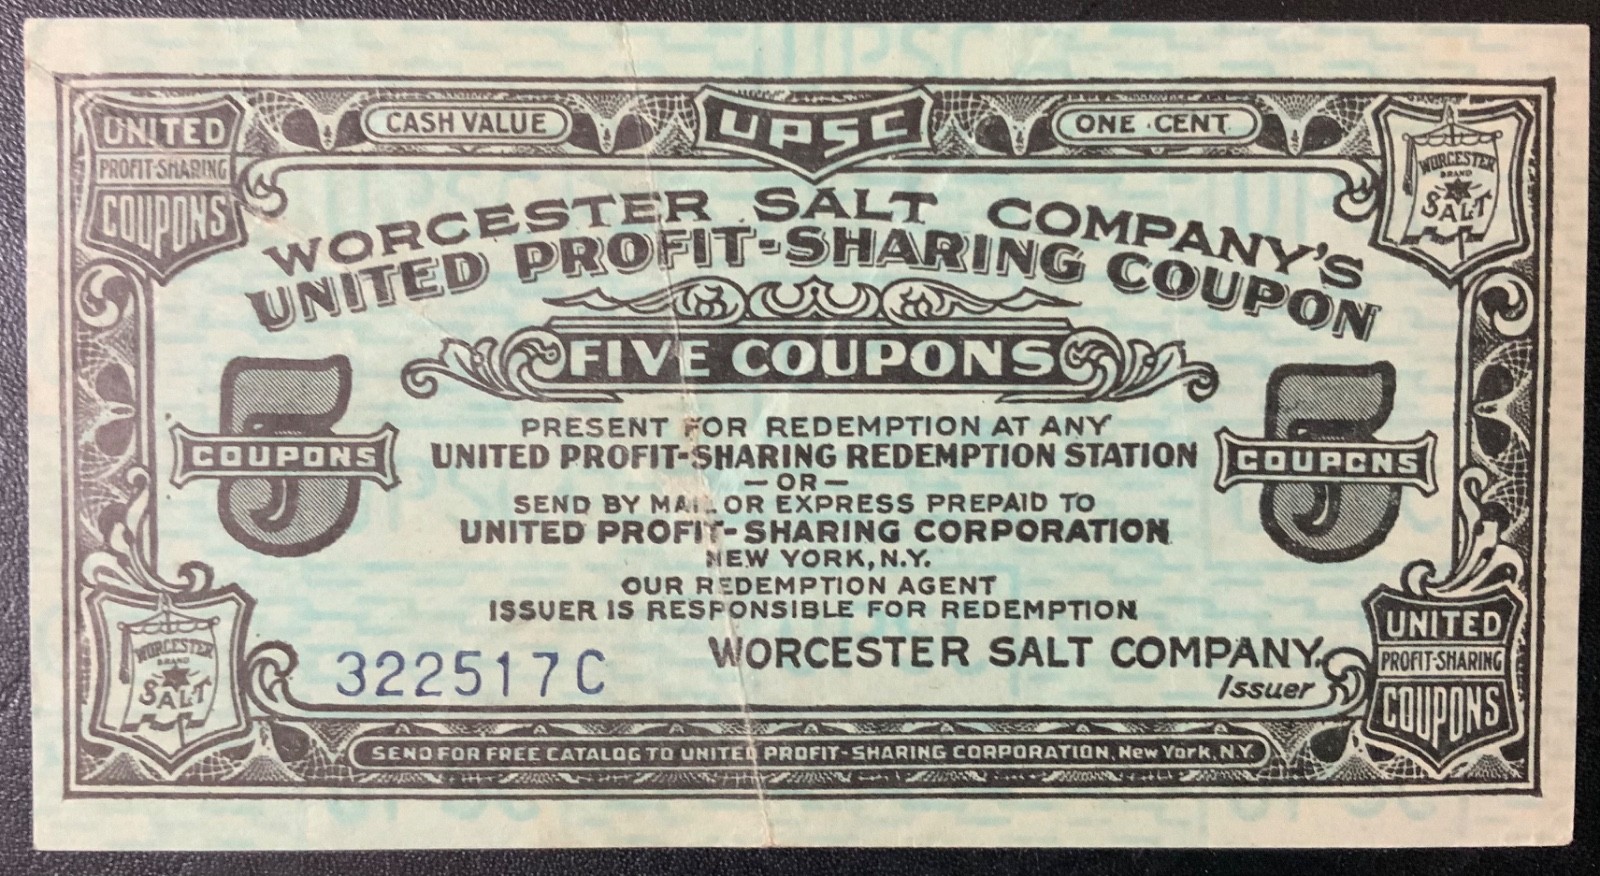 UNITED
PROFIT-SHARING
COUPONS
CASH VALUE
UPSC
ONE CENT
WORCESTER
BRAND
SALT
WORCESTER SALT COMPANY'S
UNITED PROFIT-SHARING COUPON
FIVE COUPONS
5
COUPONS
5
COUPONS
PRESENT FOR REDEMPTION AT ANY
UNITED PROFIT-SHARING REDEMPTION STATION
—OR—
SEND BY MAIL OR EXPRESS PREPAID TO
UNITED PROFIT-SHARING CORPORATION
NEW YORK, N.Y.
OUR REDEMPTION AGENT
ISSUER IS RESPONSIBLE FOR REDEMPTION
WORCESTER SALT COMPANY,
Issuer
322517C
WORCESTER
BRAND
SALT
UNITED
PROFIT-SHARING
COUPONS
SEND FOR FREE CATALOG TO UNITED PROFIT-SHARING CORPORATION, New York, N.Y.